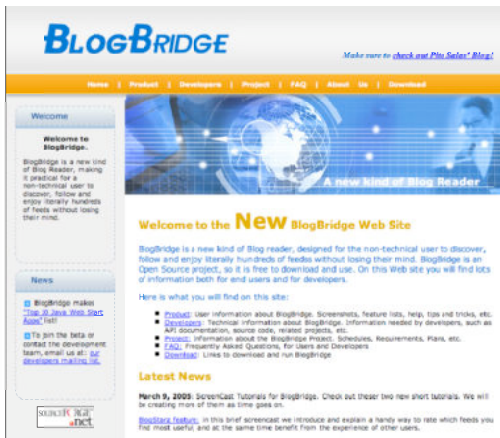 BLOGBRIDGE
Make sure to check out Pito Salas' Blog!
Home | Product | Developers | Project | FAQ | About Us | Download
Welcome
Welcome to
BlogBridge.
BlogBridge is a new kind
of Blog Reader, making
it practical for a
non-technical user to
discover, follow and
enjoy literally hundreds
of feeds without losing
their mind.
News
BlogBridge makes
"Top 10 Java Web Start
Apps" list!
To join the beta or
contact the development
team, email us at: our
developers mailing list.
SOURCEFORGE
.net
A new kind of Blog Reader
Welcome to the New BlogBridge Web Site
BlogBridge is a new kind of Blog reader, designed for the non-technical user to discover,
follow and enjoy literally hundreds of feeds without losing their mind. BlogBridge is an
Open Source project, so it is free to download and use. On this Web site you will find lots
of information both for end users and for developers.
Here is what you will find on this site:
Product: User information about BlogBridge. Screenshots, feature lists, help, tips and tricks, etc.
Developers: Technical information about BlogBridge. Information needed by developers, such as
API documentation, source code, related projects, etc.
Project: Information about the BlogBridge Project. Schedules, Requirements, Plans, etc.
FAQ: Frequently Asked Questions, for Users and Developers
Download: Links to download and run BlogBridge
Latest News
March 9, 2005: ScreenCast Tutorials for BlogBridge. Check out these two new short tutorials. We will
be creating more of them as time goes on.
BlogStarz feature: in this brief screencast we introduce and explain a handy way to rate which feeds you
find most useful, and at the same time benefit from the experience of other users.